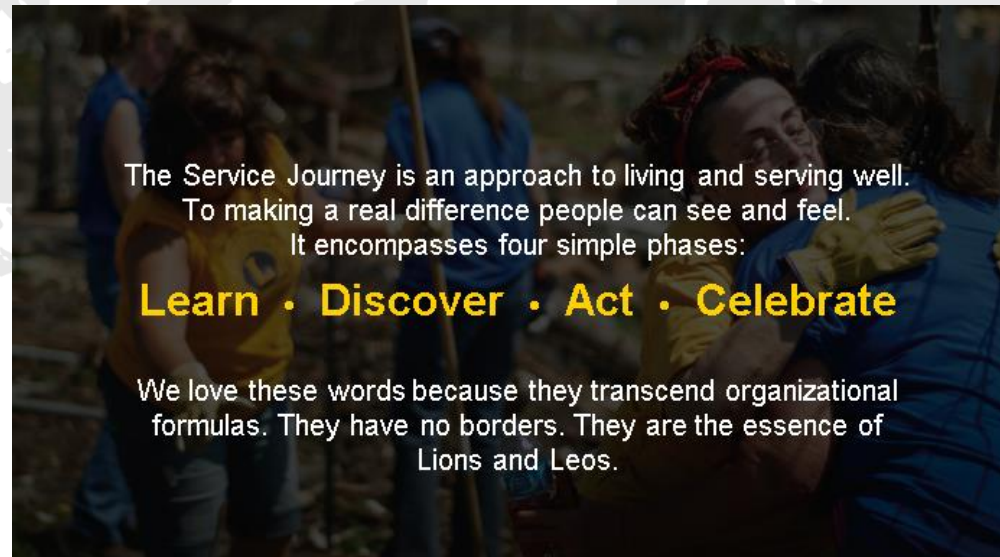 The Service Journey is an approach to living and serving well.
To making a real difference people can see and feel.
It encompasses four simple phases:
Learn • Discover • Act • Celebrate
We love these words because they transcend organizational
formulas. They have no borders. They are the essence of
Lions and Leos.